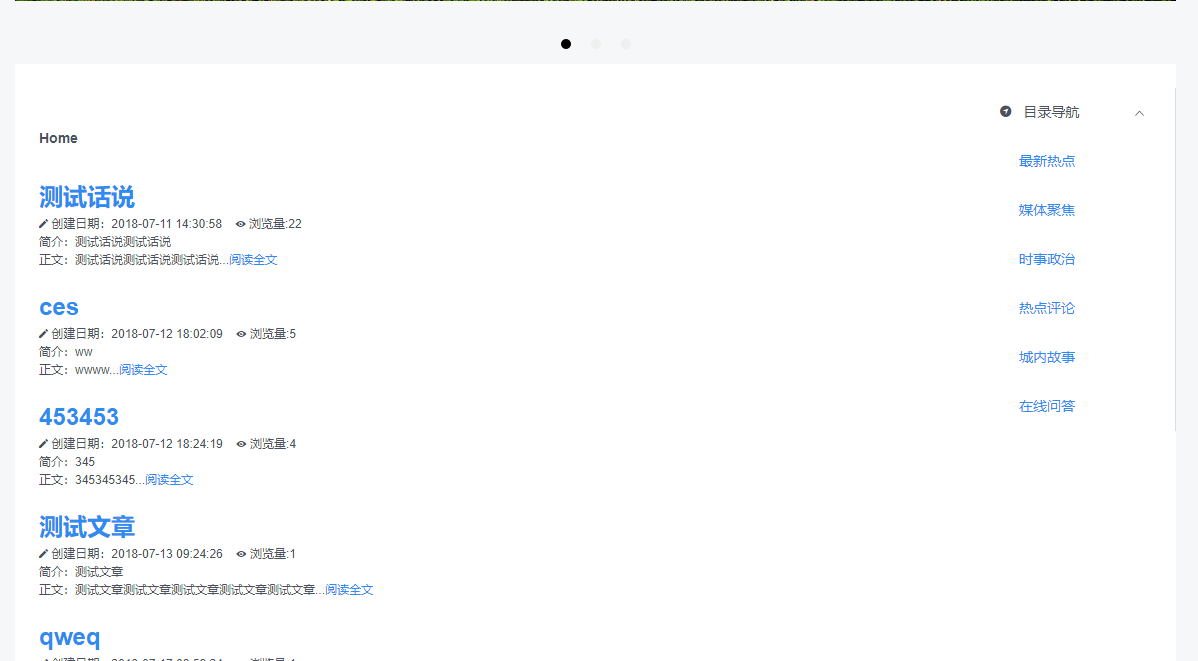 Home
测试话说
创建日期：2018-07-11 14:30:58 浏览量:22
简介：测试话说测试话说
正文：测试话说测试话说测试话说...阅读全文
ces
创建日期：2018-07-12 18:02:09 浏览量:5
简介：ww
正文：wwww...阅读全文
453453
创建日期：2018-07-12 18:24:19 浏览量:4
简介：345
正文：345345345...阅读全文
测试文章
创建日期：2018-07-13 09:24:26 浏览量:1
简介：测试文章
正文：测试文章测试文章测试文章测试文章测试文章...阅读全文
qweq
目录导航
最新热点
媒体聚焦
时事政治
热点评论
城内故事
在线问答